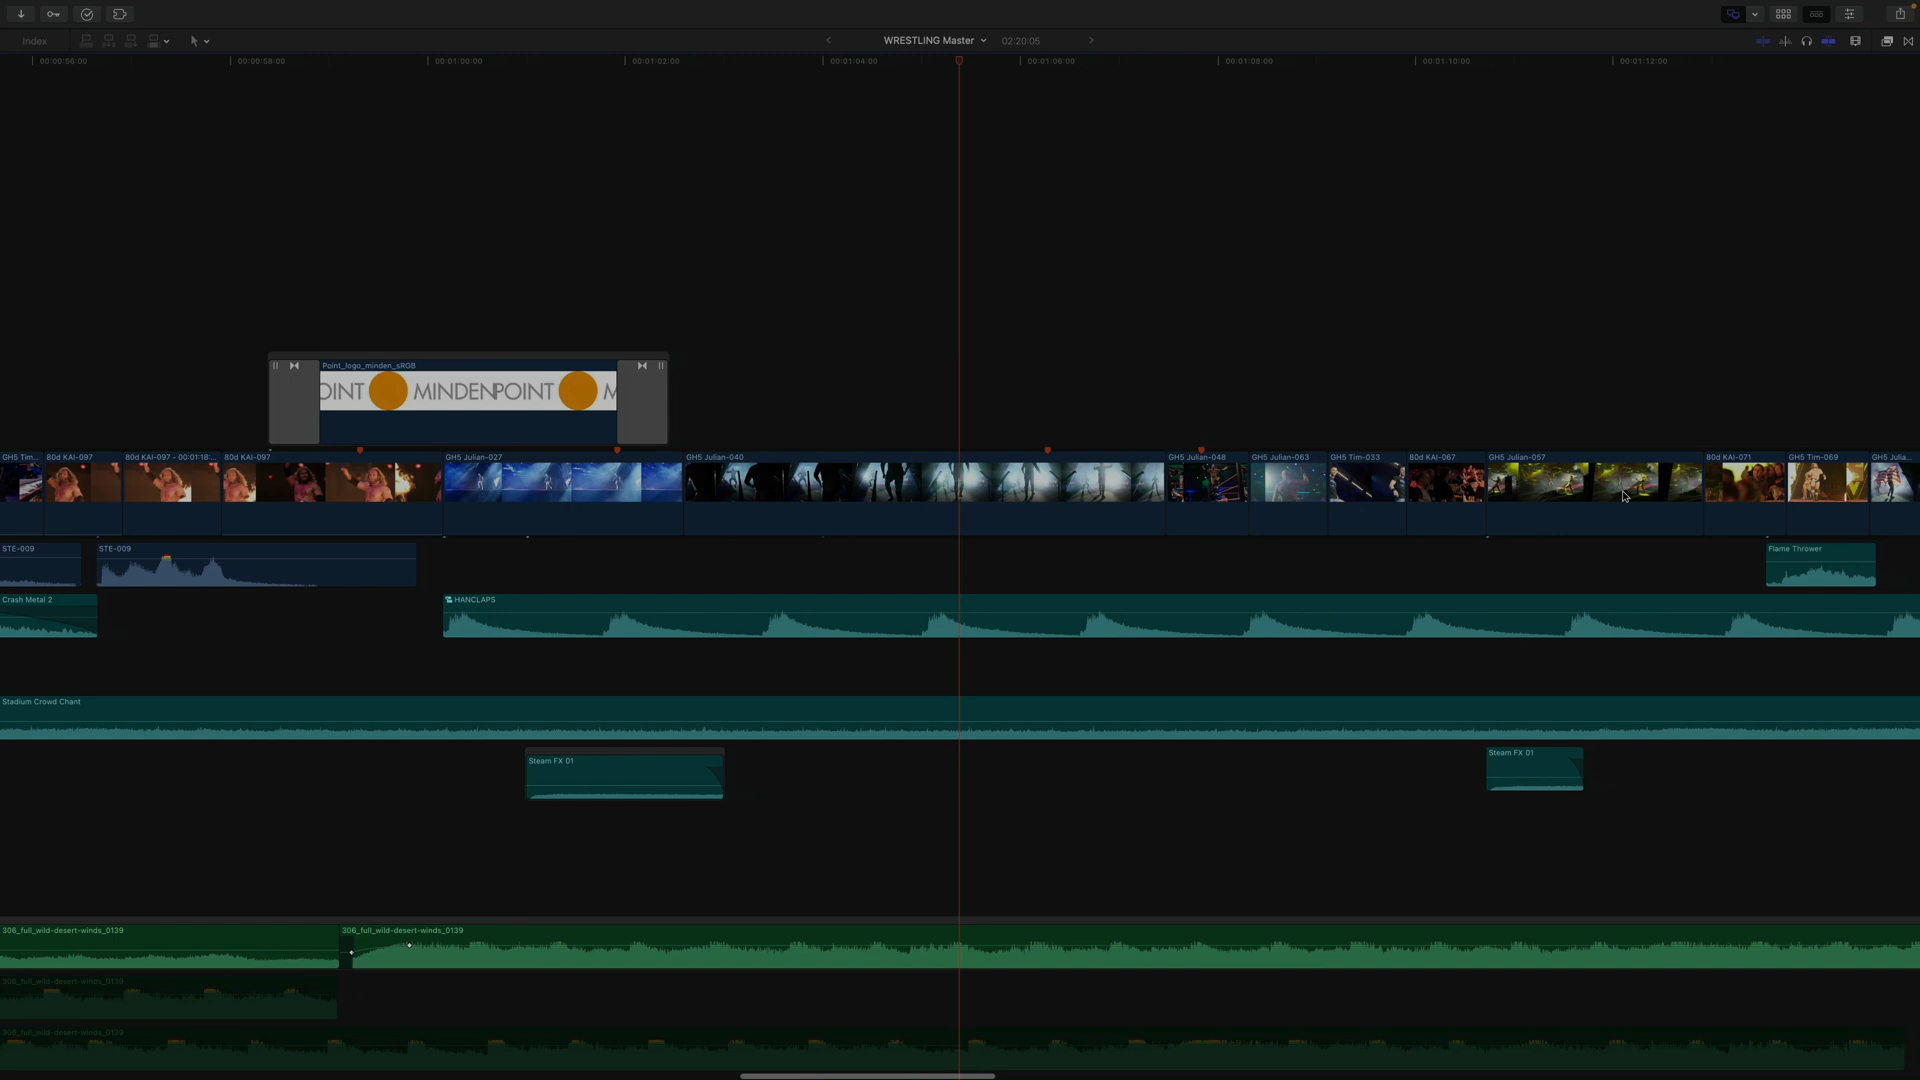 Index
WRESTLING Master
02:20:05
00:00:56:00
00:00:58:00
00:01:00:00
00:01:02:00
00:01:04:00
00:01:06:00
00:01:08:00
00:01:10:00
00:01:12:00
Point_logo_minden_sRGB
OINT MINDENPOINT M
GH5 Tim...
80d KAI-097
80d KAI-097 - 00:01:18:...
80d KAI-097
GH5 Julian-027
GH5 Julian-040
GH5 Julian-048
GH5 Julian-063
GH5 Tim-033
80d KAI-067
GH5 Julian-057
80d KAI-071
GH5 Tim-069
GH5 Julia...
STE-009
STE-009
Flame Thrower
Crash Metal 2
HANCLAPS
Stadium Crowd Chant
Steam FX 01
Steam FX 01
306_full_wild-desert-winds_0139
306_full_wild-desert-winds_0139
306_full_wild-desert-winds_0139
306_full_wild-desert-winds_0139